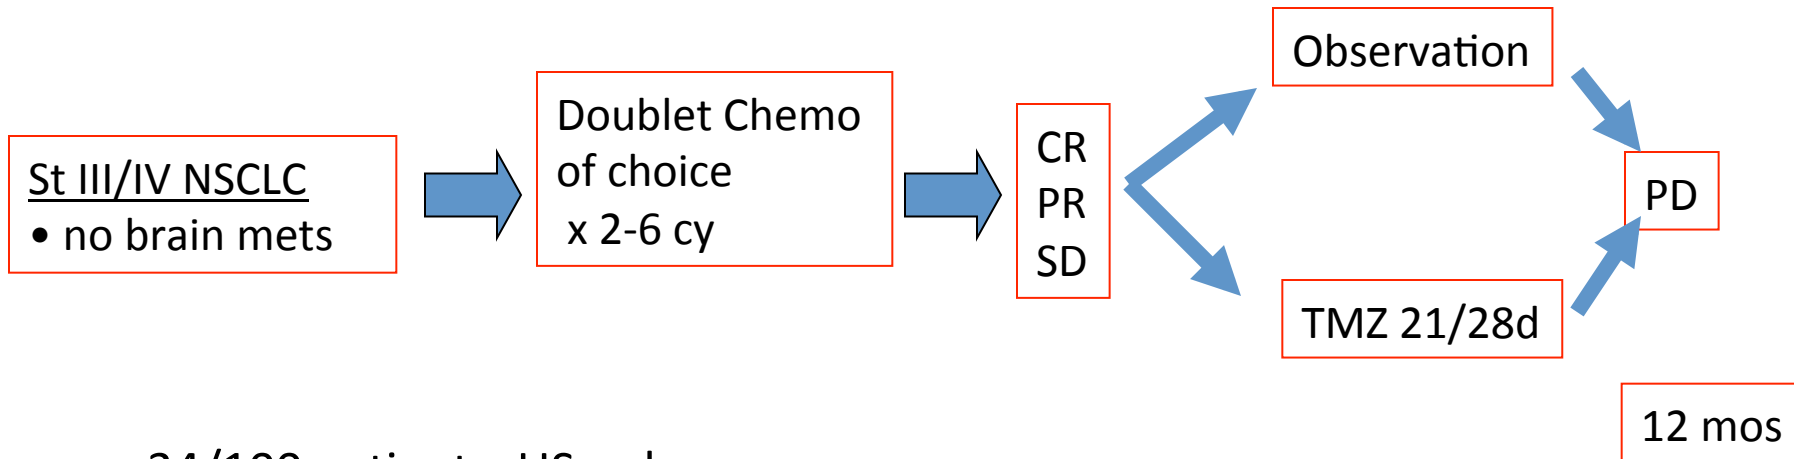 St III/IV NSCLC
• no brain mets
Doublet Chemo
of choice
x 2-6 cy
CR
PR
SD
Observation
TMZ 21/28d
PD
12 mos